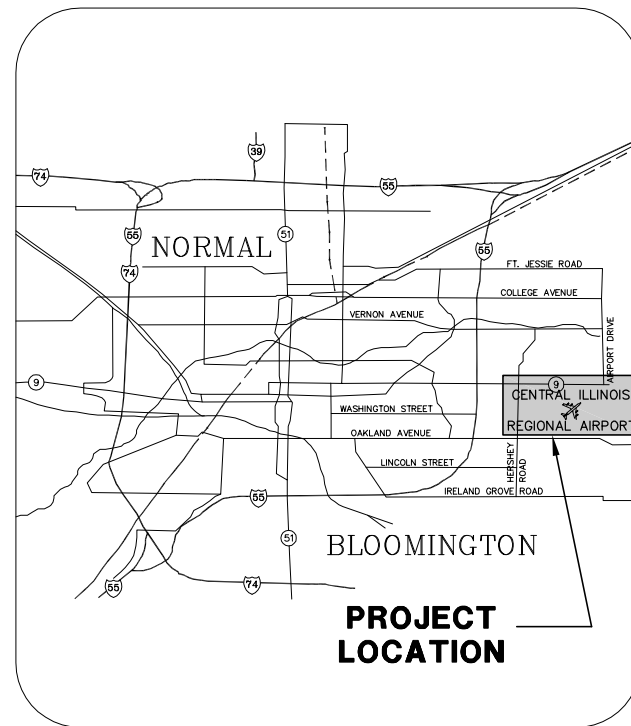 39
74
55
51
55
NORMAL
55
74
FT. JESSIE ROAD
COLLEGE AVENUE
VERNON AVENUE
AIRPORT DRIVE
9
9
CENTRAL ILLINOIS
REGIONAL AIRPORT
WASHINGTON STREET
OAKLAND AVENUE
HERSHEY
ROAD
LINCOLN STREET
IRELAND GROVE ROAD
55
51
BLOOMINGTON
55
74
PROJECT
LOCATION